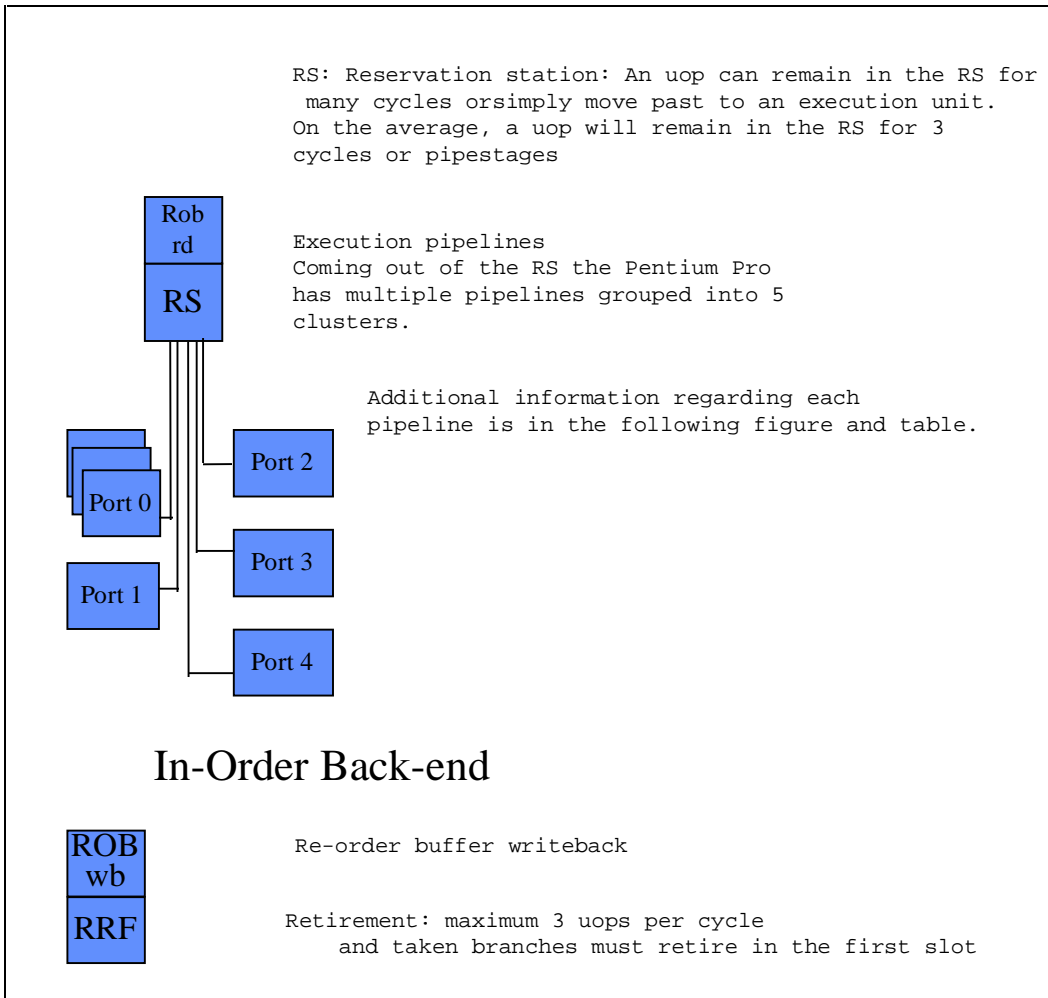 RS: Reservation station: An uop can remain in the RS for
many cycles orsimply move past to an execution unit.
On the average, a uop will remain in the RS for 3
cycles or pipestages
Rob
rd
RS
Execution pipelines
Coming out of the RS the Pentium Pro
has multiple pipelines grouped into 5
clusters.
Additional information regarding each
pipeline is in the following figure and table.
Port 0
Port 1
Port 2
Port 3
Port 4
In-Order Back-end
ROB
wb
Re-order buffer writeback
RRF
Retirement: maximum 3 uops per cycle
and taken branches must retire in the first slot